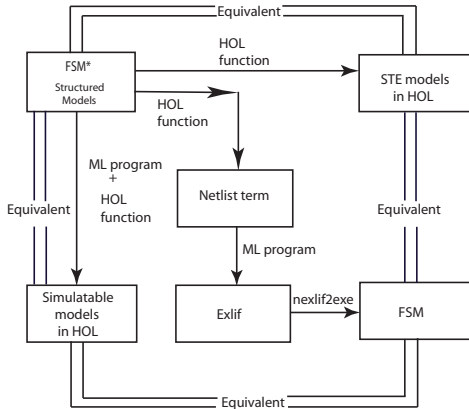 Equivalent
FSM*
Structured
Models
HOL
function
STE models
in HOL
HOL
function
ML program
+
HOL
function
Netlist term
Equivalent
Equivalent
ML program
Simulatable
models
in HOL
Exlif
nexlif2exe
FSM
Equivalent